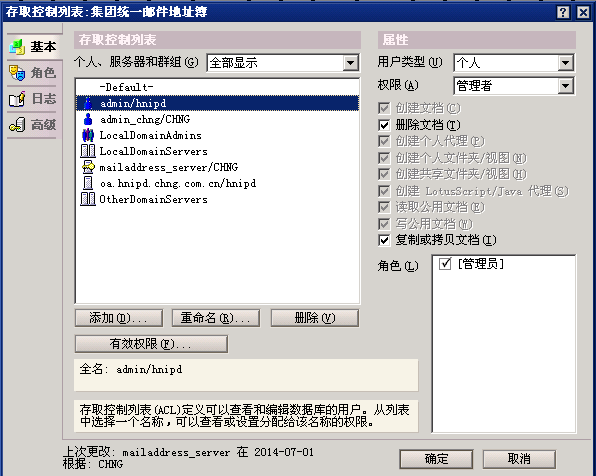 存取控制列表:集团统一邮件地址簿
基本
角色
日志
高级
存取控制列表
个人、服务器和群组(G) 全部显示
-Default-
admin/hnipd
admin_chng/CHNG
LocalDomainAdmins
LocalDomainServers
mailaddress_server/CHNG
oa.hnipd.chng.com.cn/hnipd
OtherDomainServers
添加(D)... 重命名(R)... 删除(V)
有效权限(F)...
全名: admin/hnipd
存取控制列表(ACL)定义可以查看和编辑数据库的用户。从列表
中选择一个名称,可以查看或设置分配给该名称的权限。
属性
用户类型(U) 个人
权限(A) 管理者
创建文档(C)
删除文档(T)
创建个人代理(P)
创建个人文件夹/视图(N)
创建共享文件夹/视图(H)
创建 LotusScript/Java 代理(S)
读取公用文档(E)
写公用文档(W)
复制或拷贝文档(I)
角色(L) [管理员]
上次更改: mailaddress_server 在 2014-07-01
根据: CHNG
确定 取消